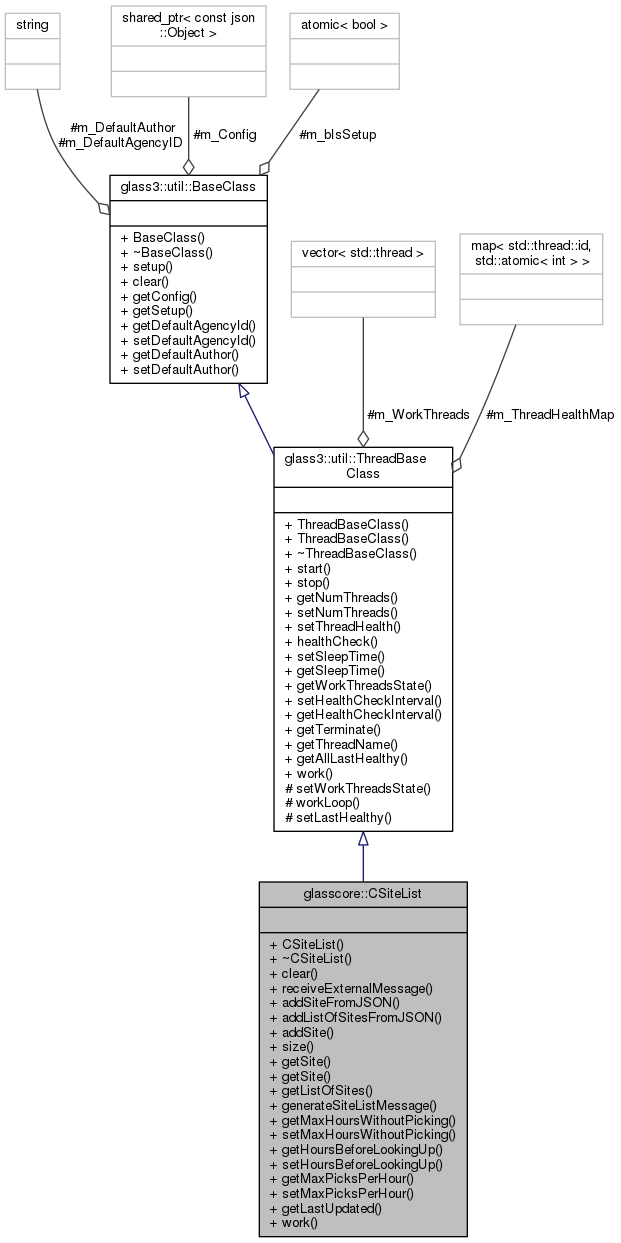 string
shared_ptr< const json
::Object >
atomic< bool >
#m_DefaultAuthor
#m_DefaultAgencyID
#m_Config
#m_bIsSetup
glass3::util::BaseClass
+ BaseClass()
+ ~BaseClass()
+ setup()
+ clear()
+ getConfig()
+ getSetup()
+ getDefaultAgencyId()
+ setDefaultAgencyId()
+ getDefaultAuthor()
+ setDefaultAuthor()
vector< std::thread >
map< std::thread::id,
std::atomic< int > >
#m_WorkThreads
#m_ThreadHealthMap
glass3::util::ThreadBase
Class
+ ThreadBaseClass()
+ ThreadBaseClass()
+ ~ThreadBaseClass()
+ start()
+ stop()
+ getNumThreads()
+ setNumThreads()
+ setThreadHealth()
+ healthCheck()
+ setSleepTime()
+ getSleepTime()
+ getWorkThreadsState()
+ setHealthCheckInterval()
+ getHealthCheckInterval()
+ getTerminate()
+ getThreadName()
+ getAllLastHealthy()
+ work()
# setWorkThreadsState()
# workLoop()
# setLastHealthy()
glasscore::CSiteList
+ CSiteList()
+ ~CSiteList()
+ clear()
+ receiveExternalMessage()
+ addSiteFromJSON()
+ addListOfSitesFromJSON()
+ addSite()
+ size()
+ getSite()
+ getSite()
+ getListOfSites()
+ generateSiteListMessage()
+ getMaxHoursWithoutPicking()
+ setMaxHoursWithoutPicking()
+ getHoursBeforeLookingUp()
+ setHoursBeforeLookingUp()
+ getMaxPicksPerHour()
+ setMaxPicksPerHour()
+ getLastUpdated()
+ work()